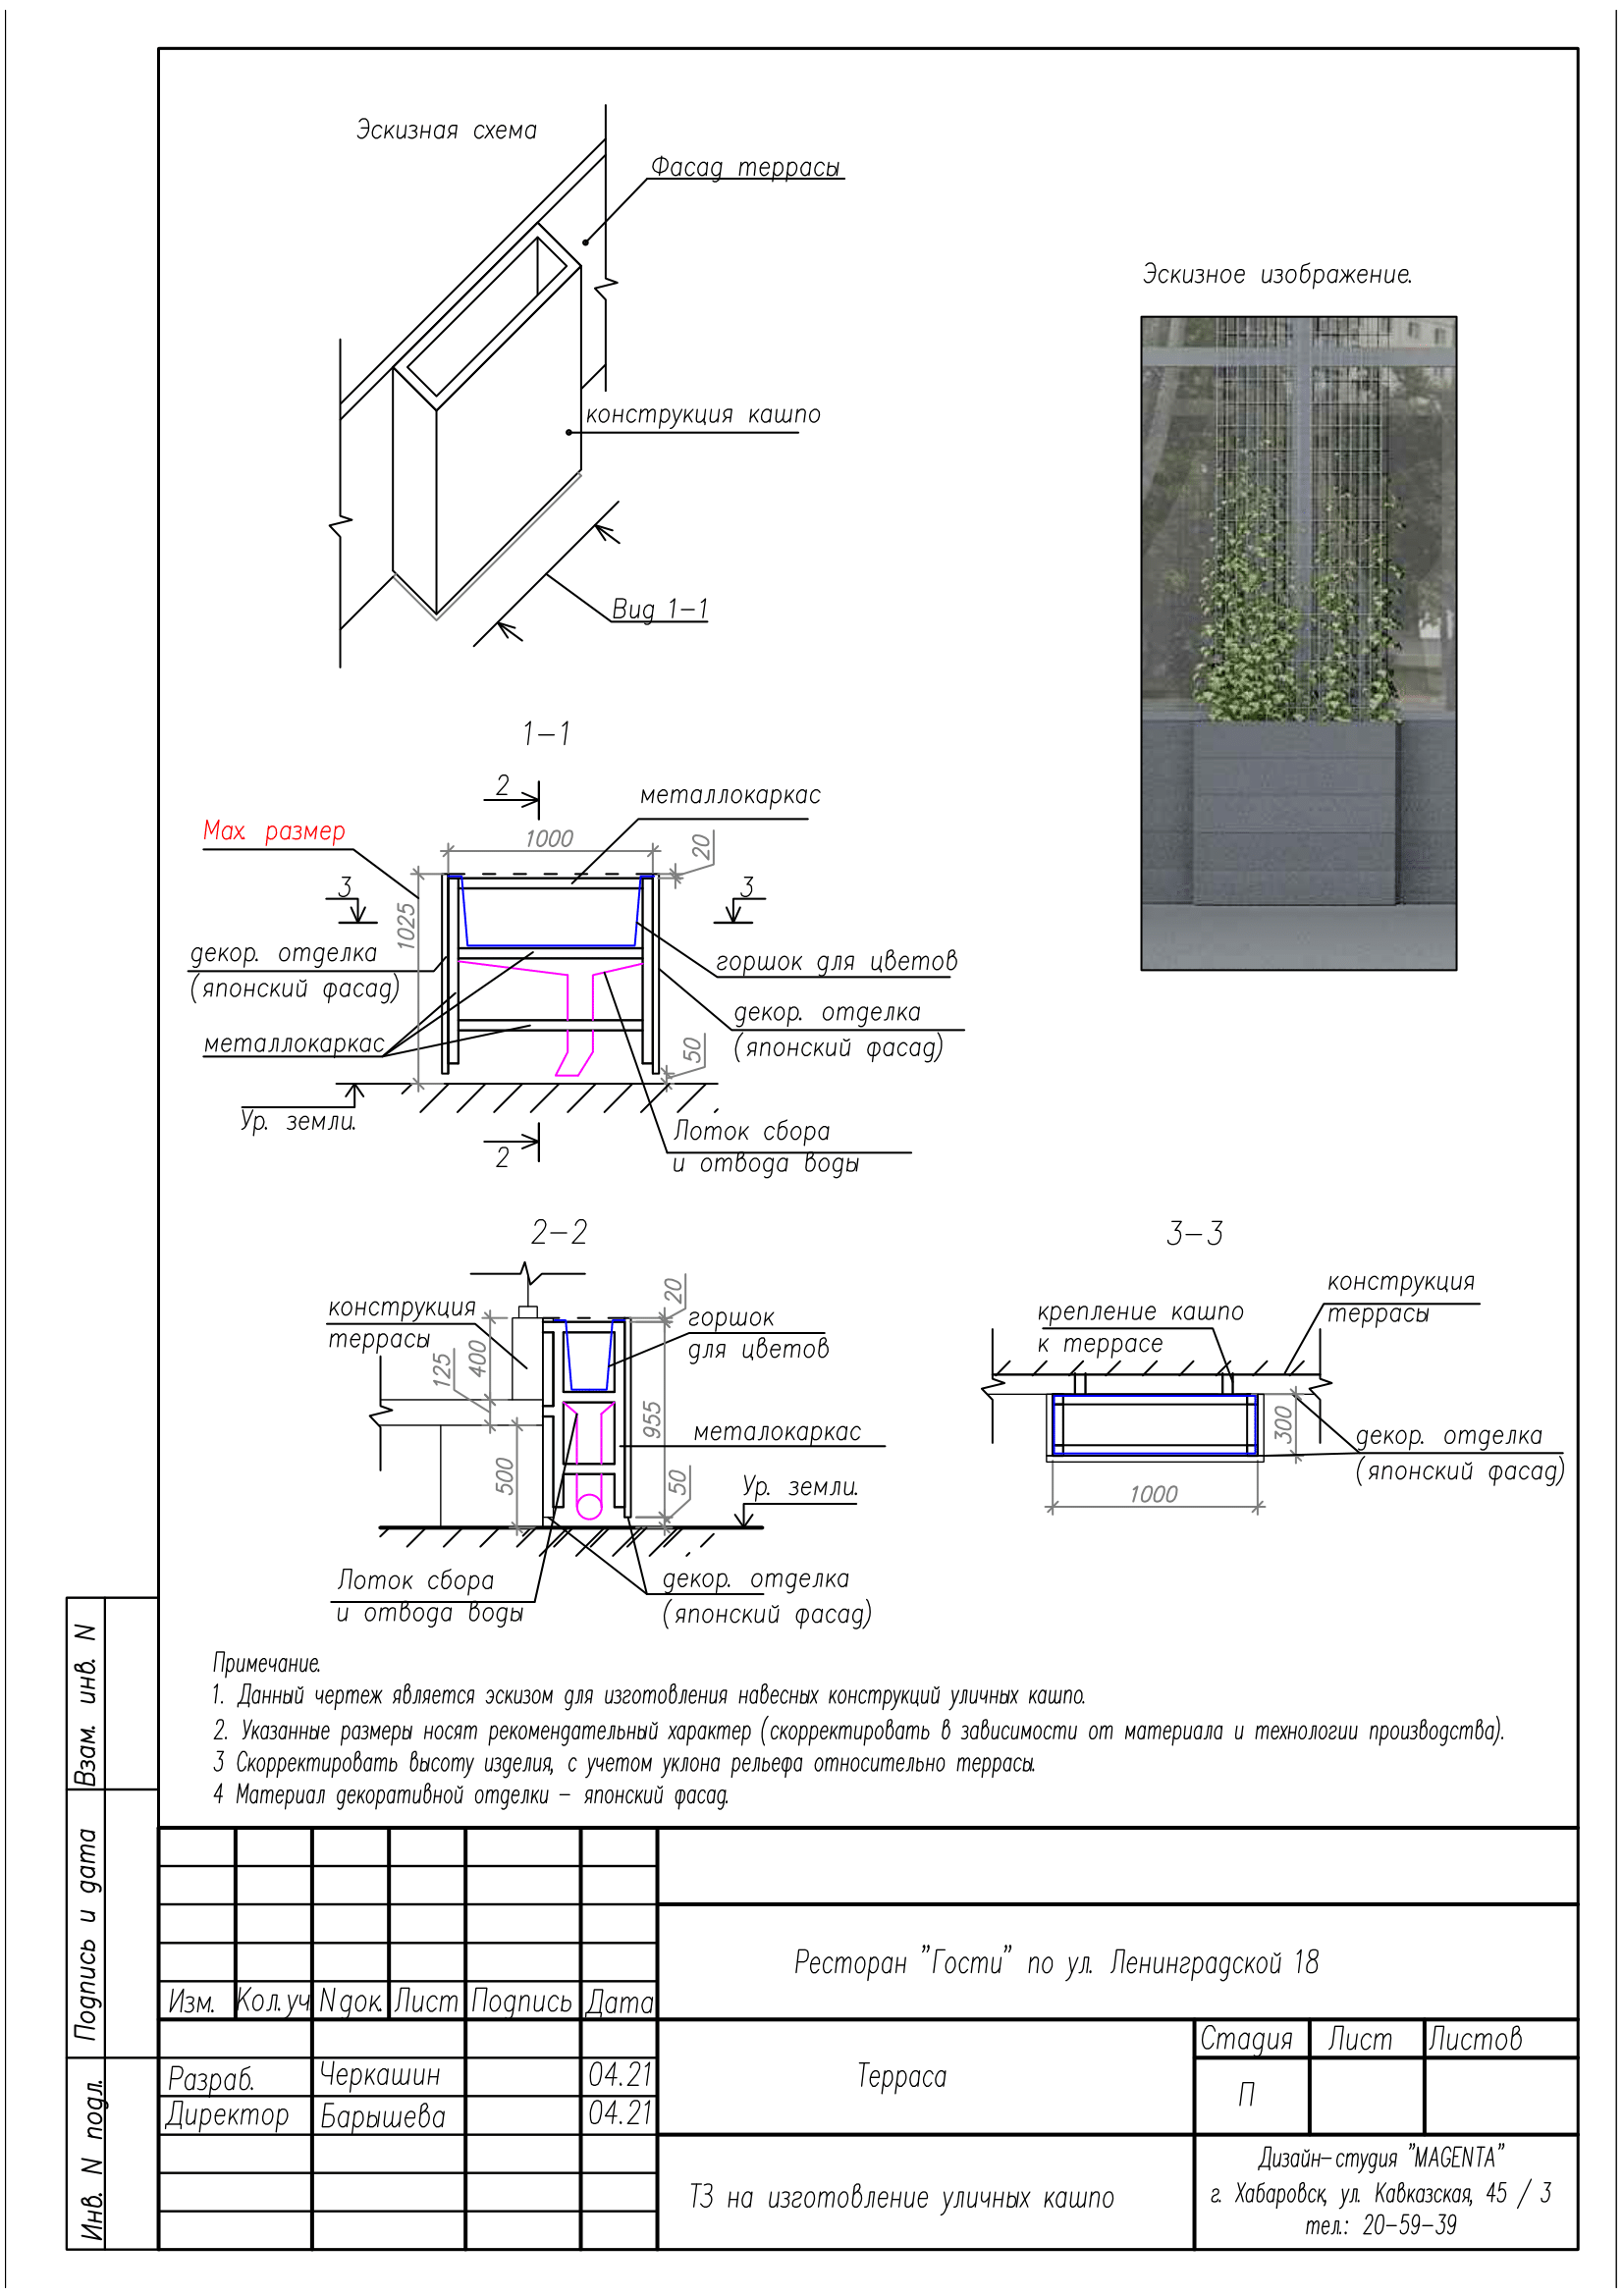 Эскизная схема
Фасад террасы
Эскизное изображение.
конструкция кашпо
Вид 1-1
1-1
2
металлокаркас
Мах. размер
1000
20
3
3
1025
декор. отделка
(японский фасад)
горшок для цветов
декор. отделка
(японский фасад)
металлокаркас
50
Ур. земли.
2
Лоток сбора
и отвода воды
2-2
3-3
конструкция
террасы
400
125
20
горшок
для цветов
955
металокаркас
500
50
Ур. земли.
Лоток сбора
и отвода воды
декор. отделка
(японский фасад)
конструкция
террасы
крепление кашпо
к террасе
300
декор. отделка
(японский фасад)
1000
Примечание.
1. Данный чертеж является эскизом для изготовления навесных конструкций уличных кашпо.
2. Указанные размеры носят рекомендательный характер (скорректировать в зависимости от материала и технологии производства).
3 Скорректировать высоту изделия, с учетом уклона рельефа относительно террасы.
4 Материал декоративной отделки – японский фасад.
Взам. инв. N
Подпись и дата
Инв. N подл.
Ресторан "Гости" по ул. Ленинградской 18
Изм. Кол.уч Nдок. Лист Подпись Дата
Терраса
Стадия Лист Листов
П
Разраб. Черкашин 04.21
Директор Барышева 04.21
ТЗ на изготовление уличных кашпо
Дизайн-студия "MAGENTA"
г. Хабаровск, ул. Кавказская, 45 / 3
тел.: 20-59-39